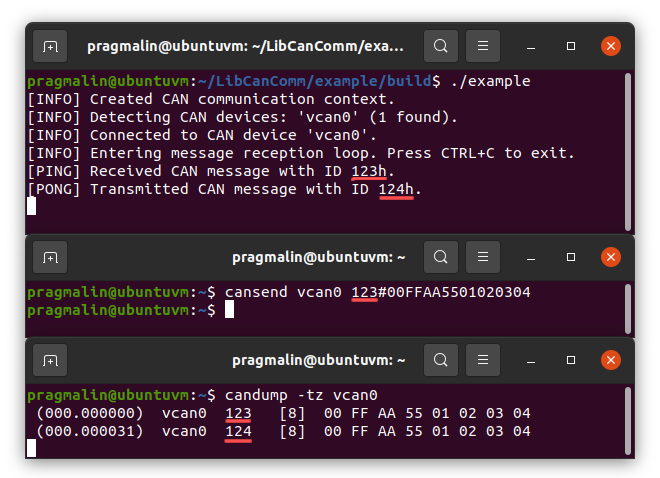 pragmalin@ubuntuvm: ~/LibCanComm/exa...
pragmalin@ubuntuvm:~/LibCanComm/example/build$ ./example
[INFO] Created CAN communication context.
[INFO] Detecting CAN devices: 'vcan0' (1 found).
[INFO] Connected to CAN device 'vcan0'.
[INFO] Entering message reception loop. Press CTRL+C to exit.
[PING] Received CAN message with ID 123h.
[PONG] Transmitted CAN message with ID 124h.
pragmalin@ubuntuvm: ~
pragmalin@ubuntuvm:~$ cansend vcan0 123#00FFAA5501020304
pragmalin@ubuntuvm:~$
pragmalin@ubuntuvm: ~
pragmalin@ubuntuvm:~$ candump -tz vcan0
(000.000000)  vcan0  123   [8]  00 FF AA 55 01 02 03 04
(000.000031)  vcan0  124   [8]  00 FF AA 55 01 02 03 04